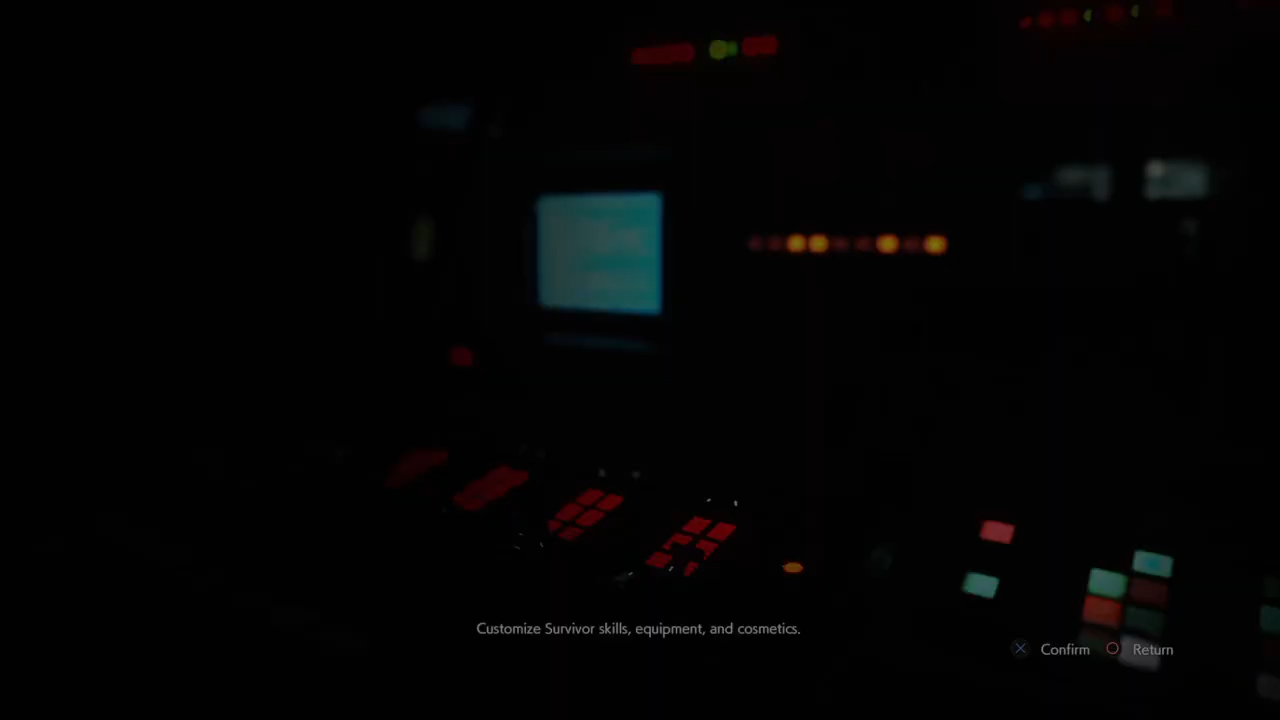 Customize Survivor skills, equipment, and cosmetics.
Confirm
Return